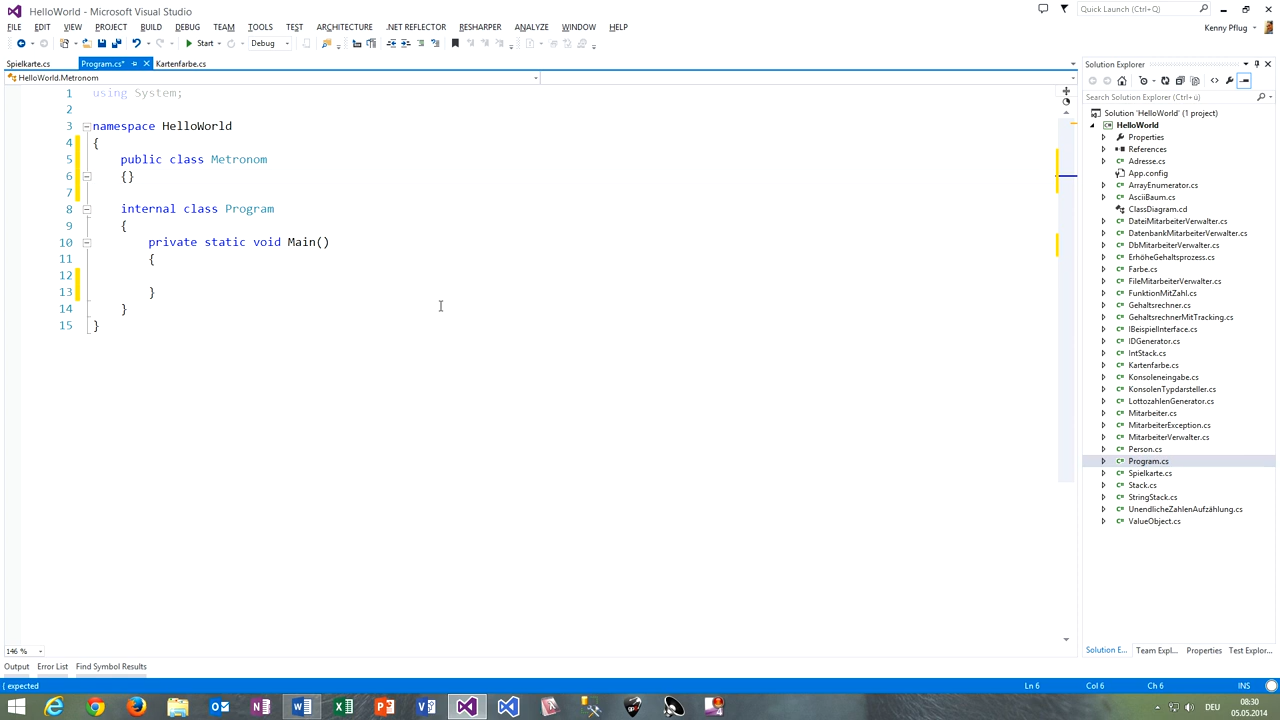 HelloWorld - Microsoft Visual Studio
Quick Launch (Ctrl+Q)
FILE EDIT VIEW PROJECT BUILD DEBUG TEAM TOOLS TEST ARCHITECTURE .NET REFLECTOR RESHARPER ANALYZE WINDOW HELP
Kenny Pflug
Start Debug
Spielkarte.cs Program.cs* Kartenfarbe.cs
HelloWorld.Metronom
1 using System;
2
3 namespace HelloWorld
4 {
5 public class Metronom
6 {}
7
8 internal class Program
9 {
10 private static void Main()
11 {
12
13 }
14 }
15 }
146 %
Solution Explorer
Search Solution Explorer (Ctrl+ü)
Solution 'HelloWorld' (1 project)
HelloWorld
Properties
References
Adresse.cs
App.config
ArrayEnumerator.cs
AsciiBaum.cs
ClassDiagram.cd
DateiMitarbeiterVerwalter.cs
DatenbankMitarbeiterVerwalter.cs
DbMitarbeiterVerwalter.cs
ErhöheGehaltsprozess.cs
Farbe.cs
FileMitarbeiterVerwalter.cs
FunktionMitZahl.cs
Gehaltsrechner.cs
GehaltsrechnerMitTracking.cs
IBeispielInterface.cs
IDGenerator.cs
IntStack.cs
Kartenfarbe.cs
Konsoleneingabe.cs
KonsolenTypdarsteller.cs
LottozahlenGenerator.cs
Mitarbeiter.cs
MitarbeiterException.cs
MitarbeiterVerwalter.cs
Person.cs
Program.cs
Spielkarte.cs
Stack.cs
StringStack.cs
UnendlicheZahlenAufzählung.cs
ValueObject.cs
Solution E... Team Expl... Properties Test Explor...
Output Error List Find Symbol Results
{ expected Ln 6 Col 6 Ch 6 INS
DEU 08:30
05.05.2014